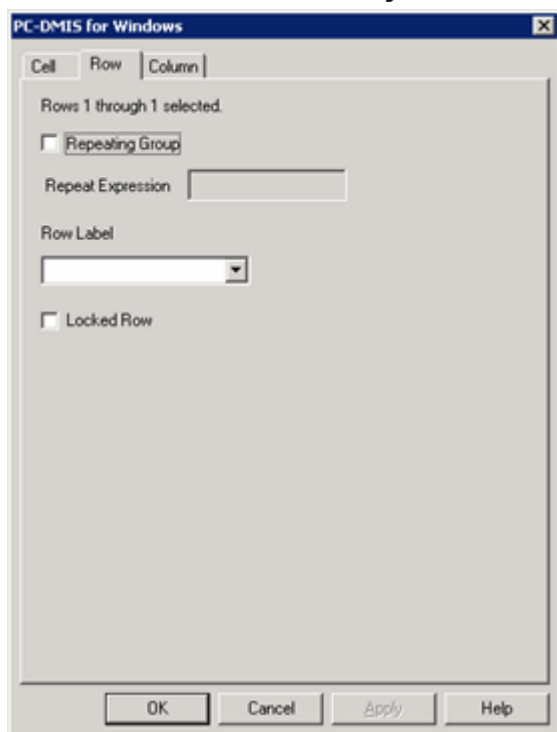 PC-DMIS for Windows
Cell Row Column
Rows 1 through 1 selected.
Repeating Group
Repeat Expression
Row Label
Locked Row
OK Cancel Apply Help